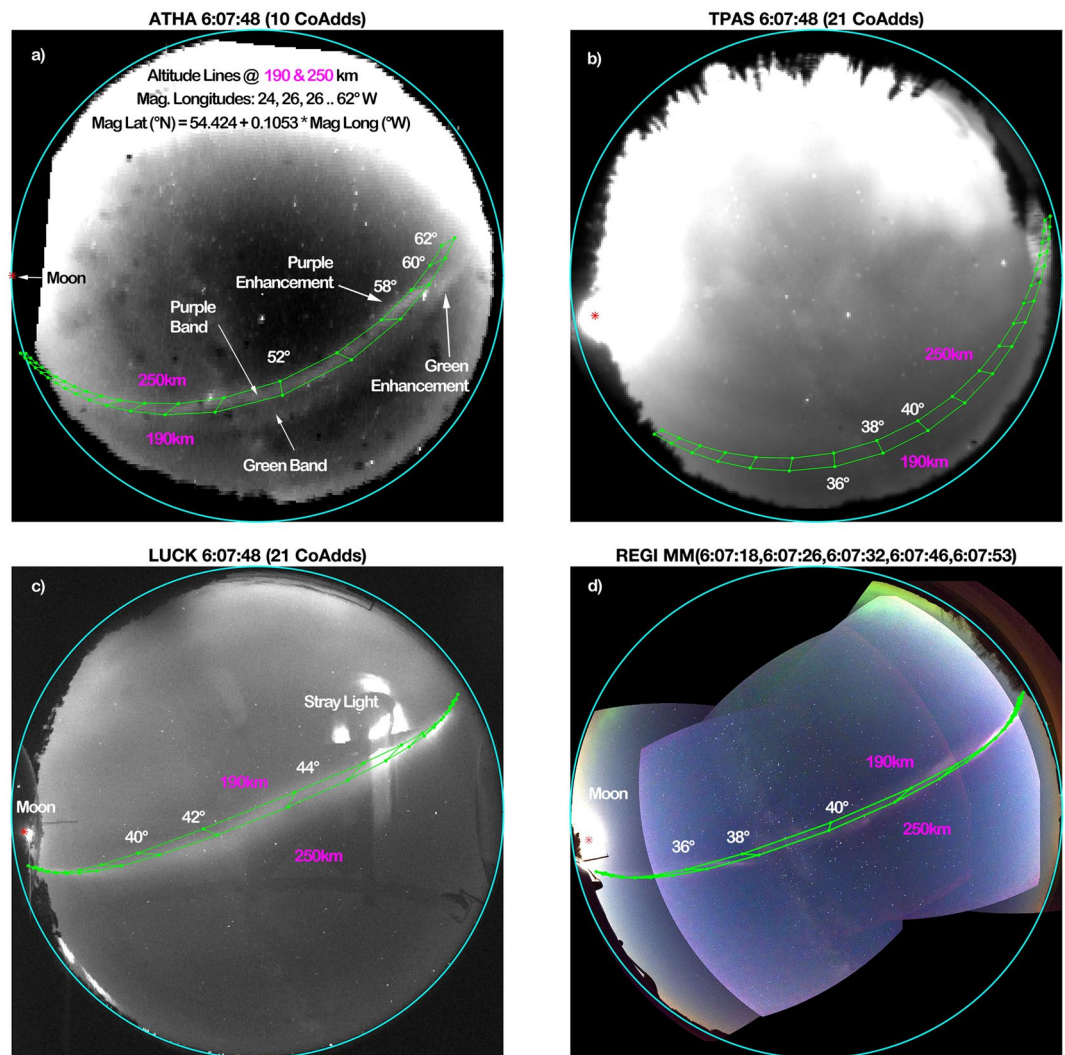 ATHA 6:07:48 (10 CoAdds)
a)
Altitude Lines @ 190 & 250 km
Mag. Longitudes: 24, 26, 26 .. 62° W
Mag Lat (°N) = 54.424 + 0.1053 * Mag Long (°W)
Moon
62°
60°
Purple
Enhancement
58°
Purple
Band
52°
Green
Enhancement
250km
190km
Green Band
TPAS 6:07:48 (21 CoAdds)
b)
250km
40°
38°
190km
36°
LUCK 6:07:48 (21 CoAdds)
c)
Stray Light
44°
190km
Moon
42°
40°
250km
REGI MM(6:07:18,6:07:26,6:07:32,6:07:46,6:07:53)
d)
190km
Moon
40°
38°
36°
250km